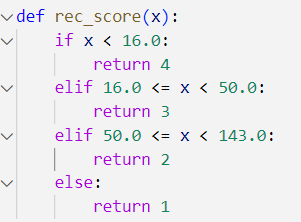 def rec_score(x):
    if x < 16.0:
        return 4
    elif 16.0 <= x < 50.0:
        return 3
    elif 50.0 <= x < 143.0:
        return 2
    else:
        return 1